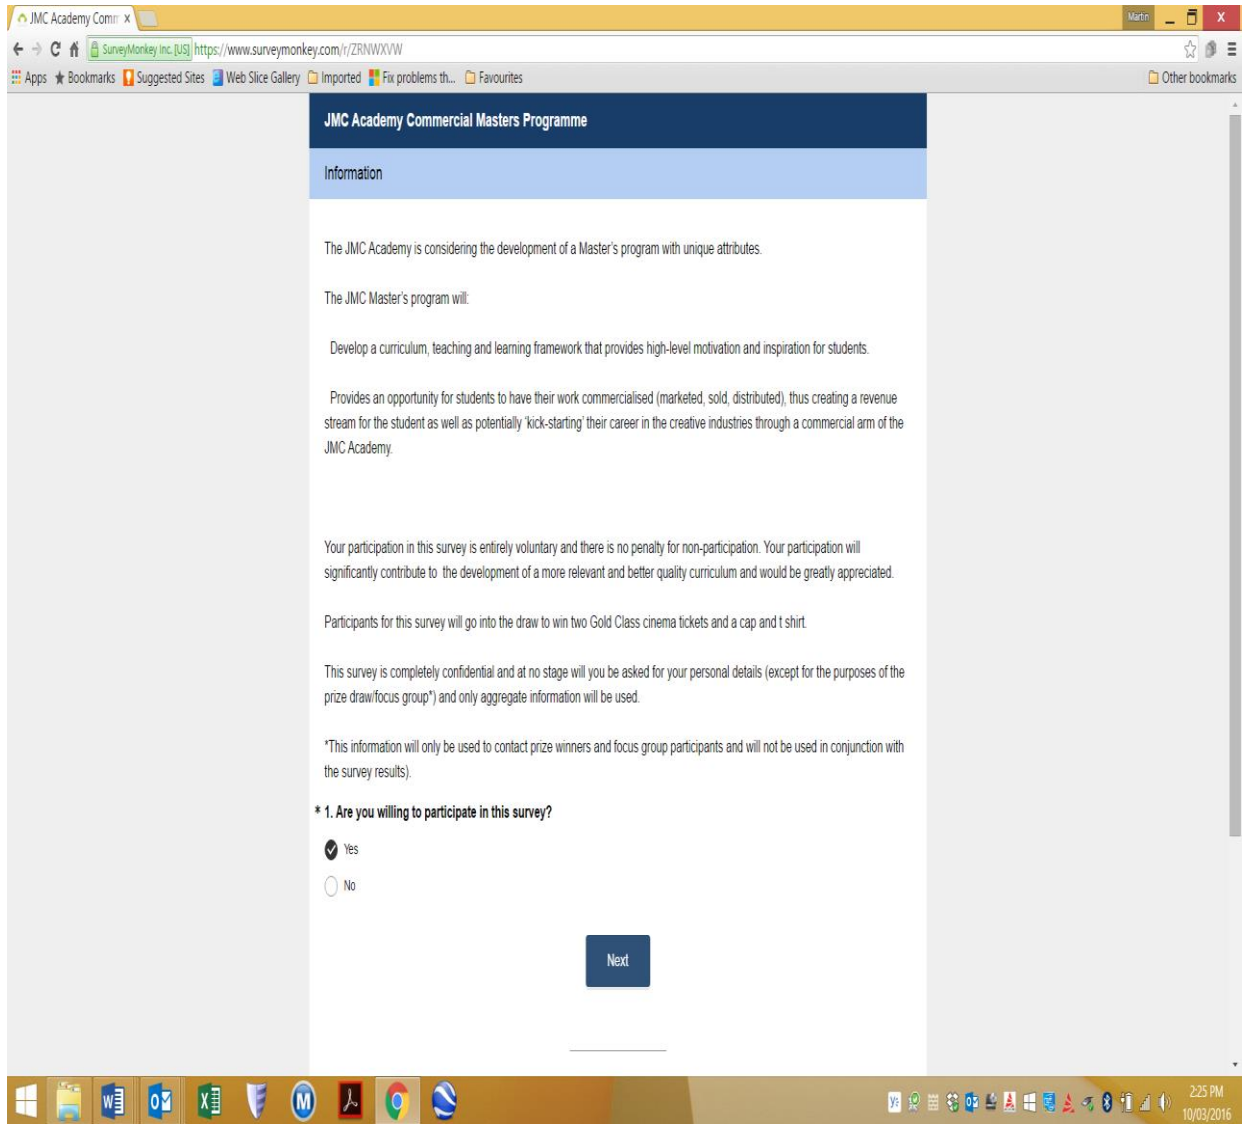 JMC Academy Comm
Martin
SurveyMonkey Inc. [US] https://www.surveymonkey.com/r/ZRNWXVW
Apps Bookmarks Suggested Sites Web Slice Gallery Imported Fix problems th... Favourites Other bookmarks
JMC Academy Commercial Masters Programme
Information
The JMC Academy is considering the development of a Master's program with unique attributes.
The JMC Master's program will:
Develop a curriculum, teaching and learning framework that provides high-level motivation and inspiration for students.
Provides an opportunity for students to have their work commercialised (marketed, sold, distributed), thus creating a revenue
stream for the student as well as potentially 'kick-starting' their career in the creative industries through a commercial arm of the
JMC Academy.
Your participation in this survey is entirely voluntary and there is no penalty for non-participation. Your participation will
significantly contribute to the development of a more relevant and better quality curriculum and would be greatly appreciated.
Participants for this survey will go into the draw to win two Gold Class cinema tickets and a cap and t shirt.
This survey is completely confidential and at no stage will you be asked for your personal details (except for the purposes of the
prize draw/focus group*) and only aggregate information will be used.
*This information will only be used to contact prize winners and focus group participants and will not be used in conjunction with
the survey results).
* 1. Are you willing to participate in this survey?
Yes
No
Next
2:25 PM
10/03/2016